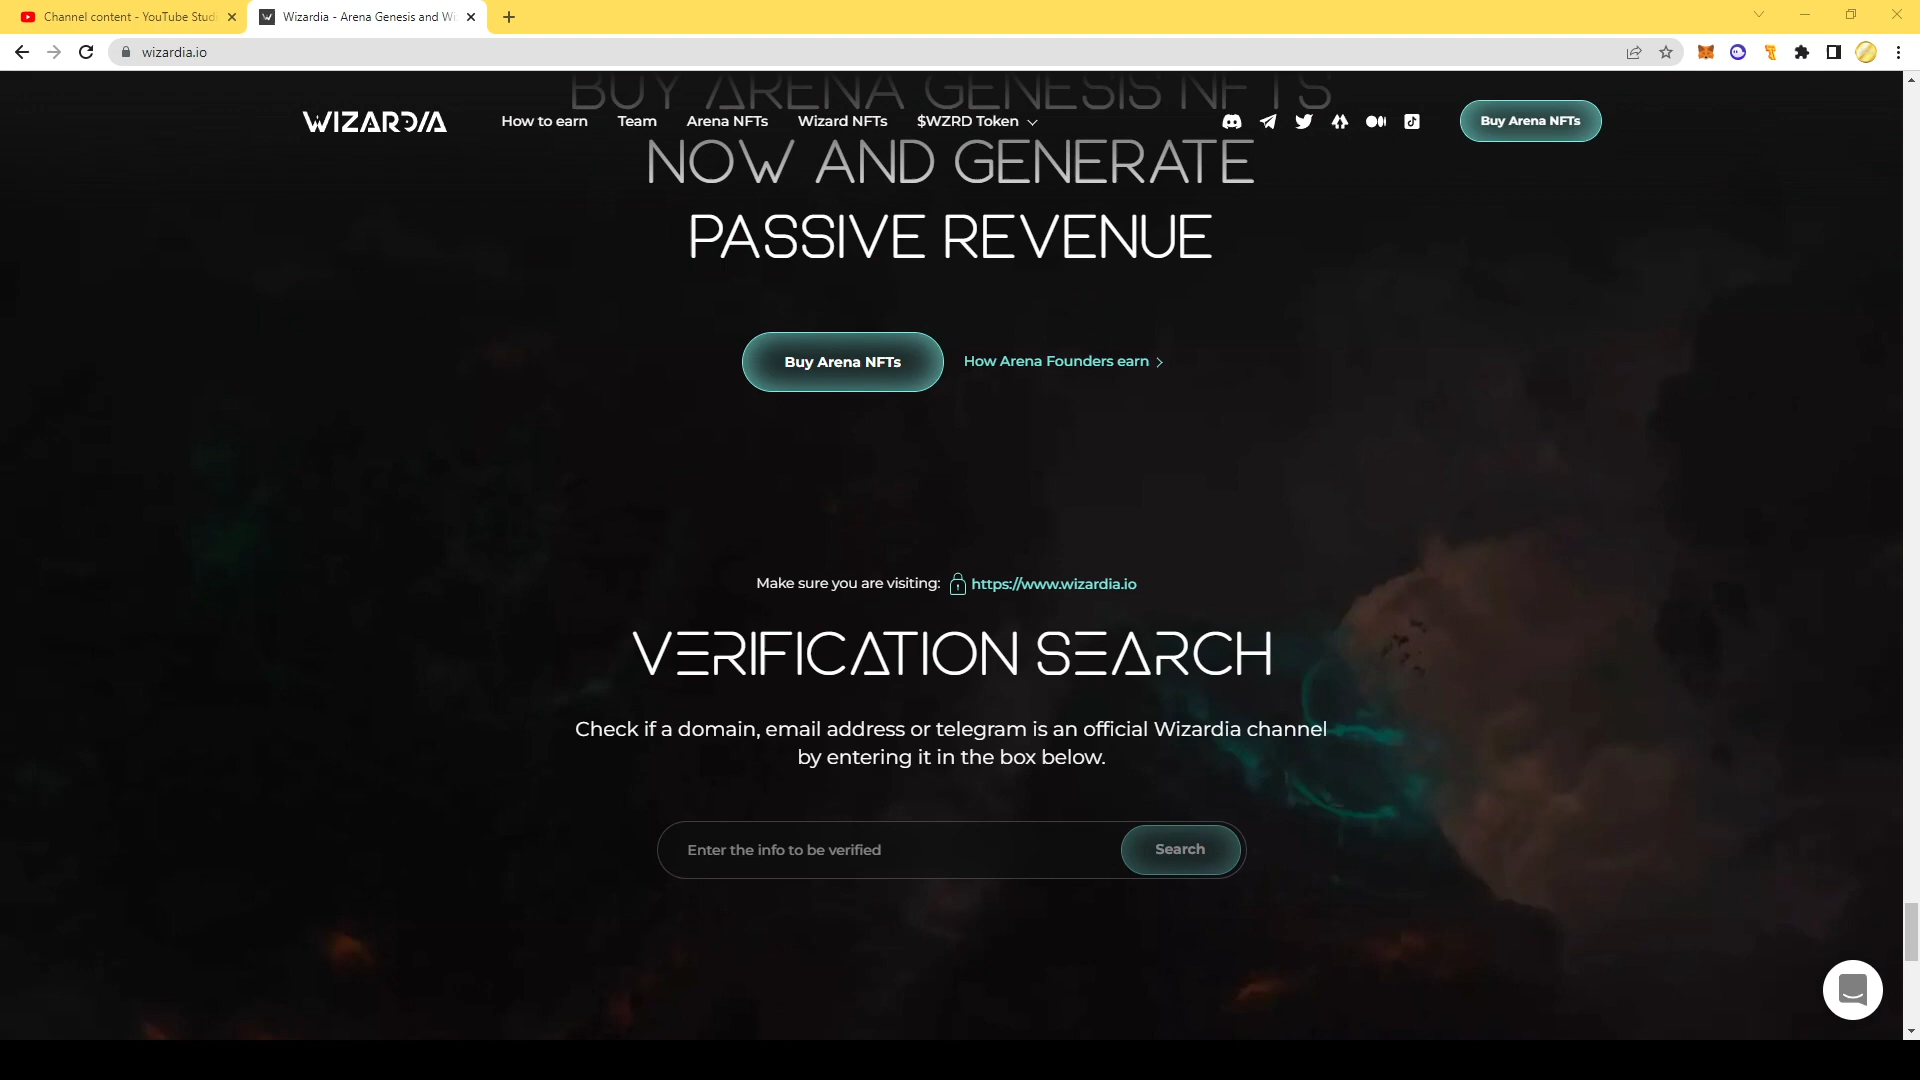 Channel content - YouTube Studi
Wizardia - Arena Genesis and Wi
wizardia.io
BUY ARENA GENESIS NFTS
WIZARDIA
How to earn
Team
Arena NFTs
Wizard NFTs
$WZRD Token
Buy Arena NFTs
NOW AND GENERATE
PASSIVE REVENUE
Buy Arena NFTs
How Arena Founders earn
Make sure you are visiting: https://www.wizardia.io
VERIFICATION SEARCH
Check if a domain, email address or telegram is an official Wizardia channel
by entering it in the box below.
Enter the info to be verified
Search